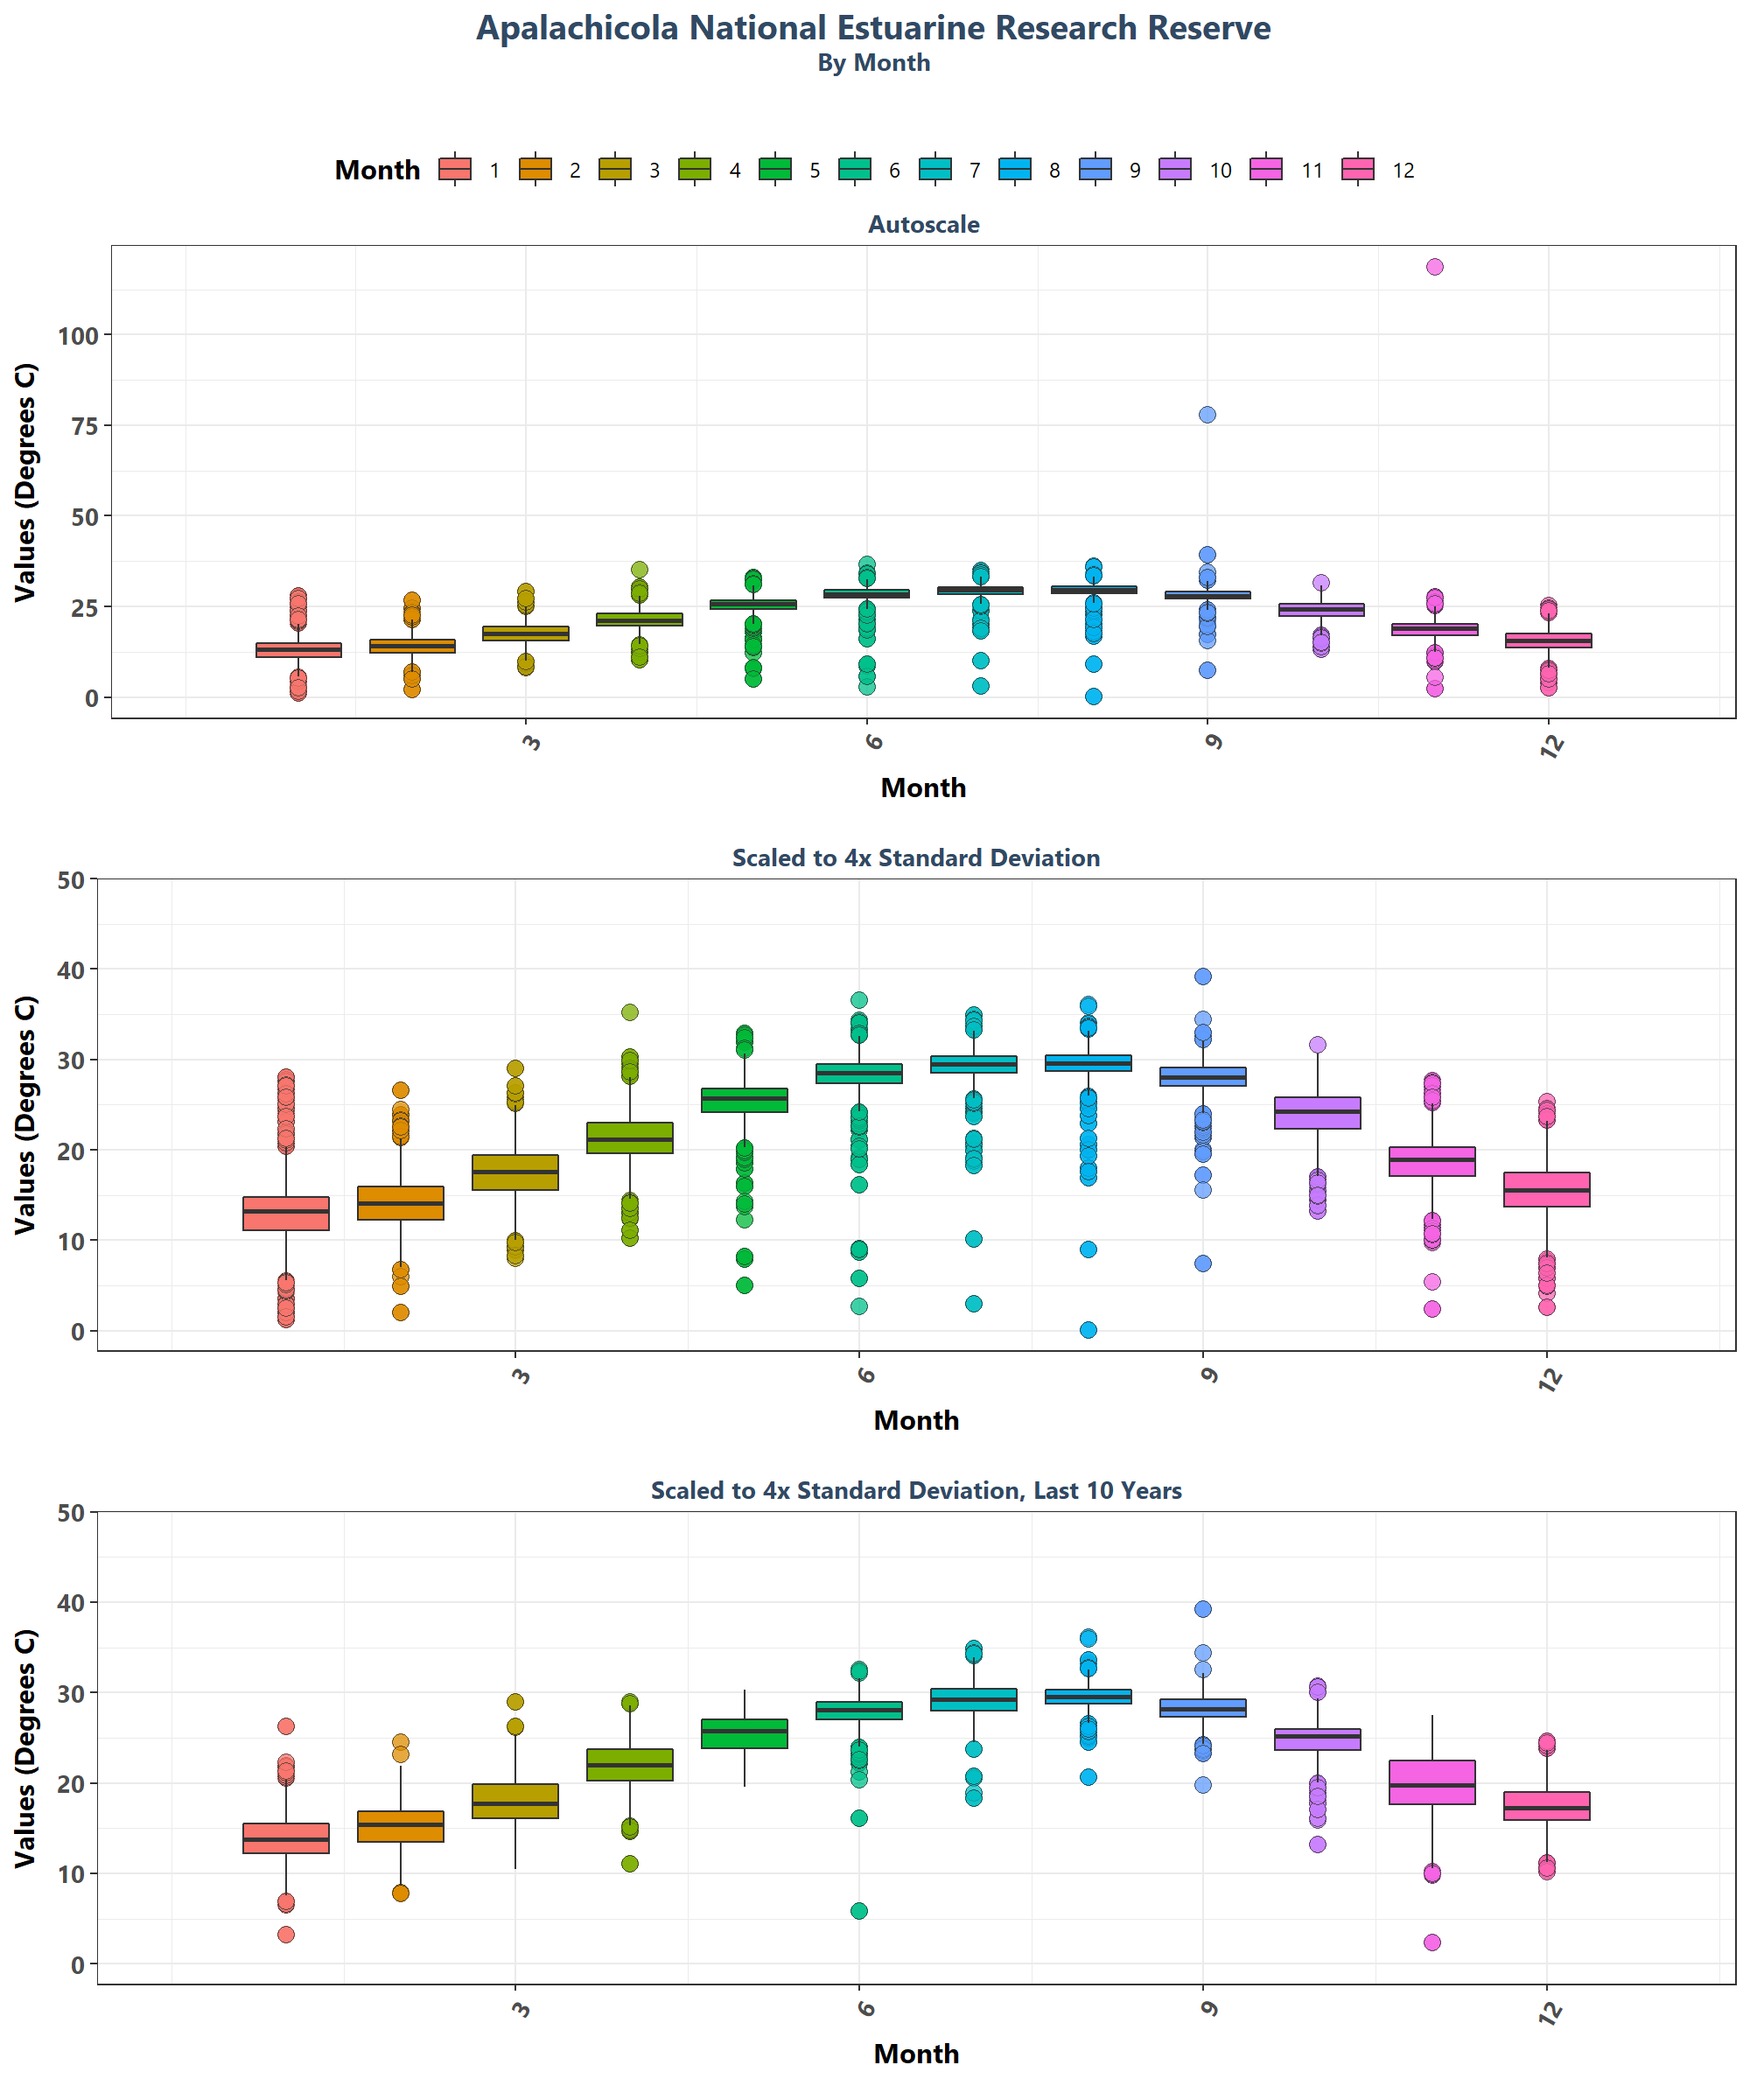 Apalachicola National Estuarine Research Reserve
By Month
Month 1 2 3 4 5 6 7 8 9 10 11 12
Autoscale
Values (Degrees C)
100
75
50
25
0
3 6 9 12
Month
Scaled to 4x Standard Deviation
Values (Degrees C)
50
40
30
20
10
0
3 6 9 12
Month
Scaled to 4x Standard Deviation, Last 10 Years
Values (Degrees C)
50
40
30
20
10
0
3 6 9 12
Month